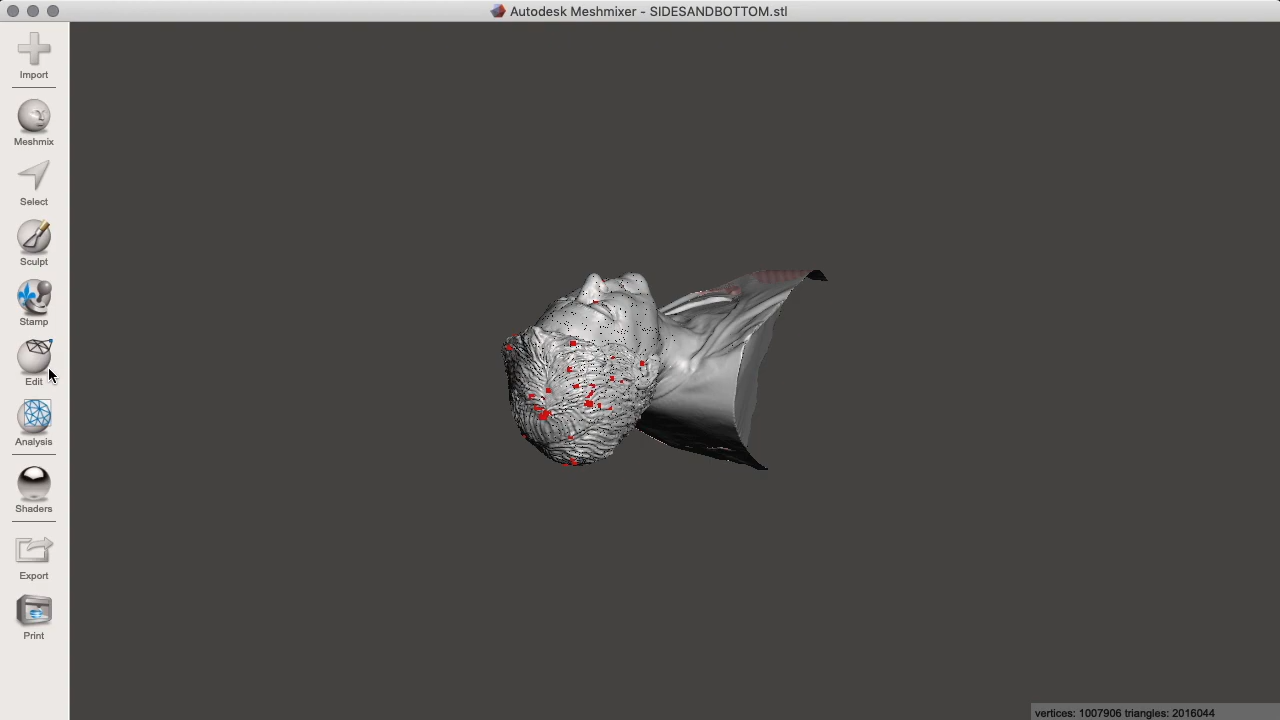 Autodesk Meshmixer - SIDESANDBOTTOM.stl
Import
Meshmix
Select
Sculpt
Stamp
Edit
Analysis
Shaders
Export
Print
vertices: 1007906 triangles: 2016044